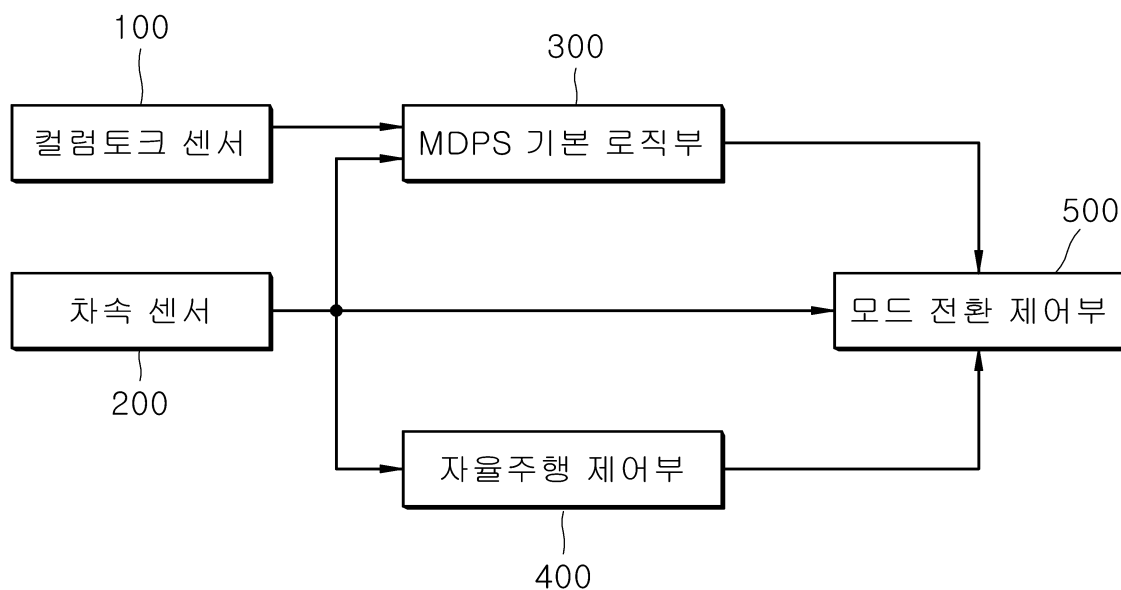 100
컬럼토크 센서
300
MDPS 기본 로직부
500
차속 센서
모드 전환 제어부
200
자율주행 제어부
400